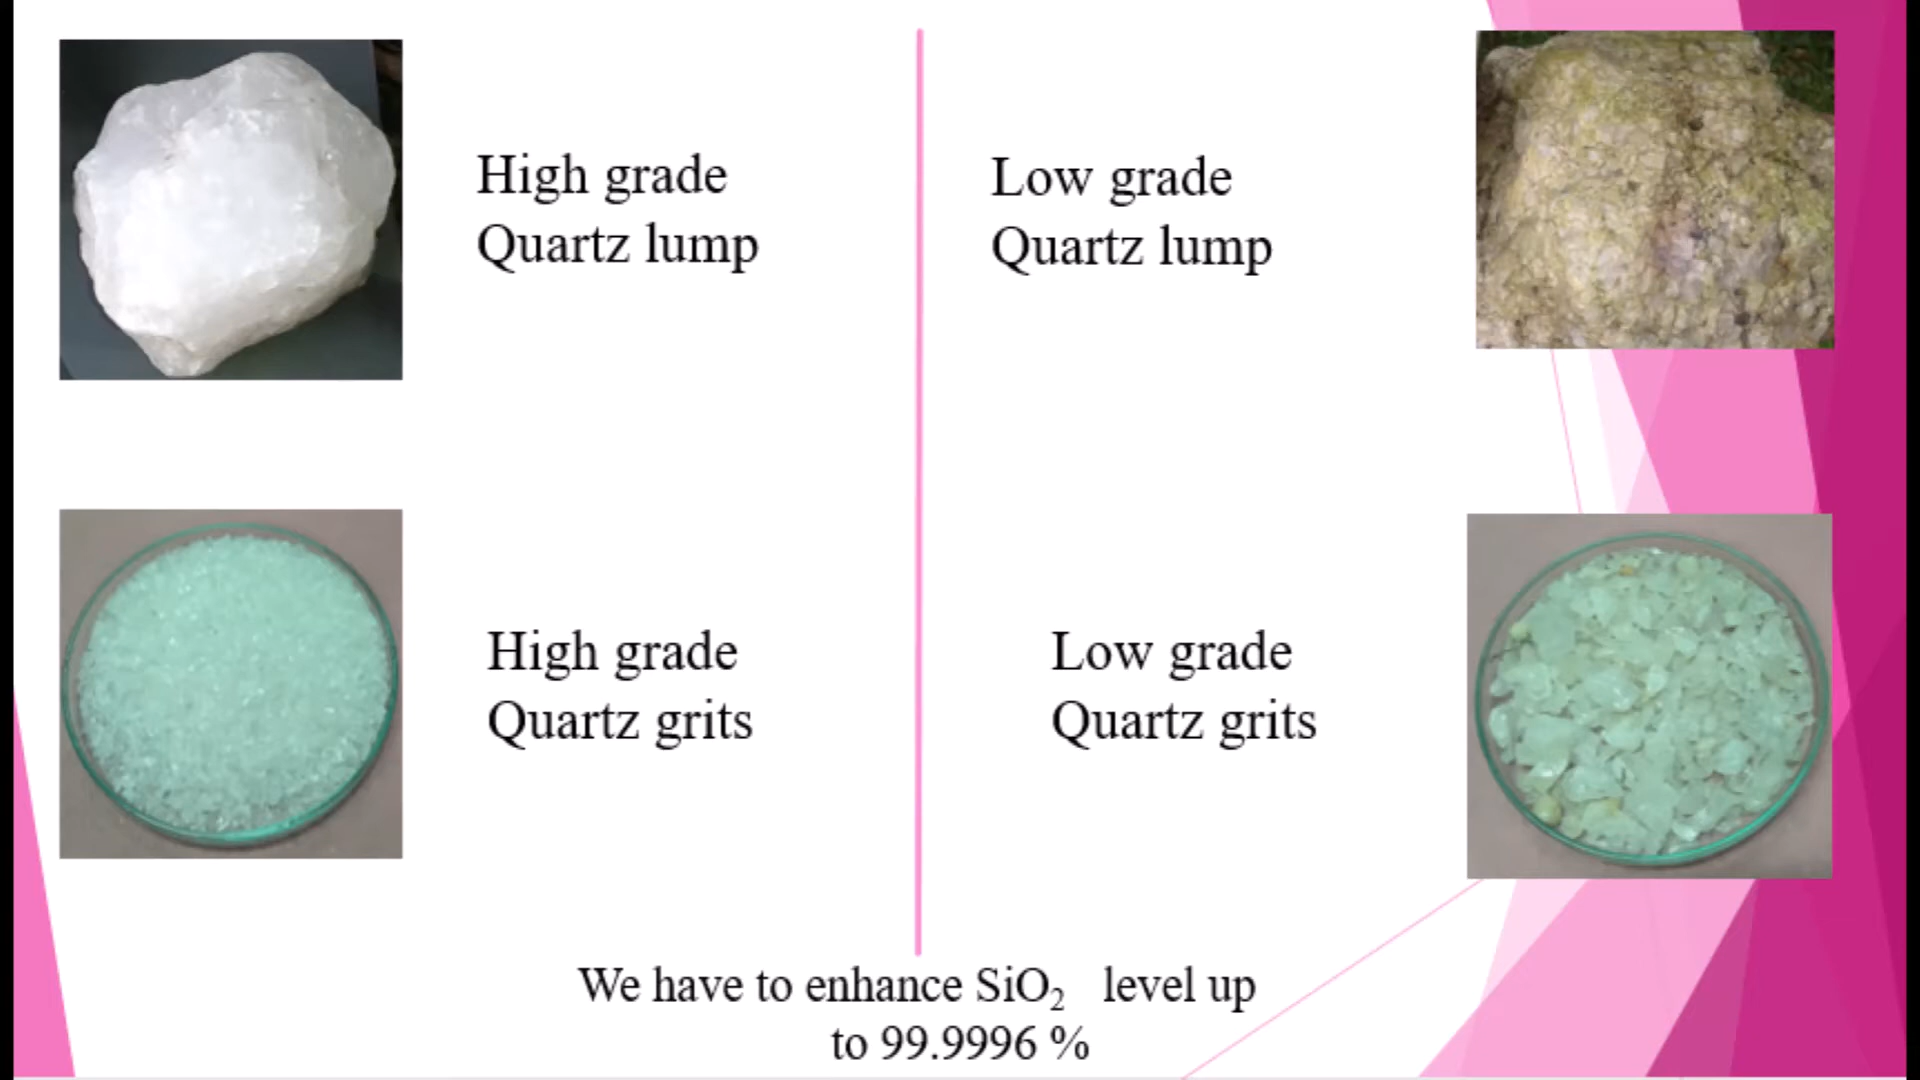 High grade
Quartz lump
Low grade
Quartz lump
High grade
Quartz grits
Low grade
Quartz grits
We have to enhance SiO₂ level up
to 99.9996 %